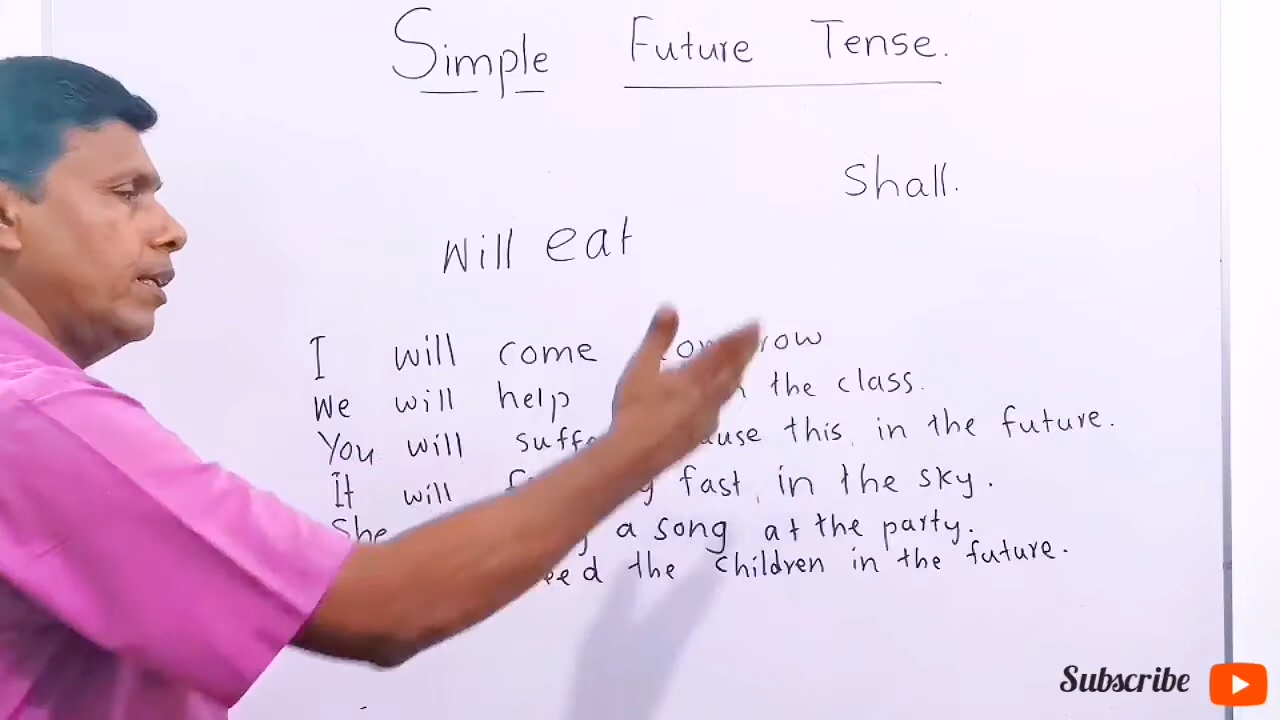 Simple Future Tense.
Shall.
Will eat
I will come row
We will help the class.
You will this, in the future.
It will fast, in the sky.
She a song at the party.
the children in the future.
Subscribe